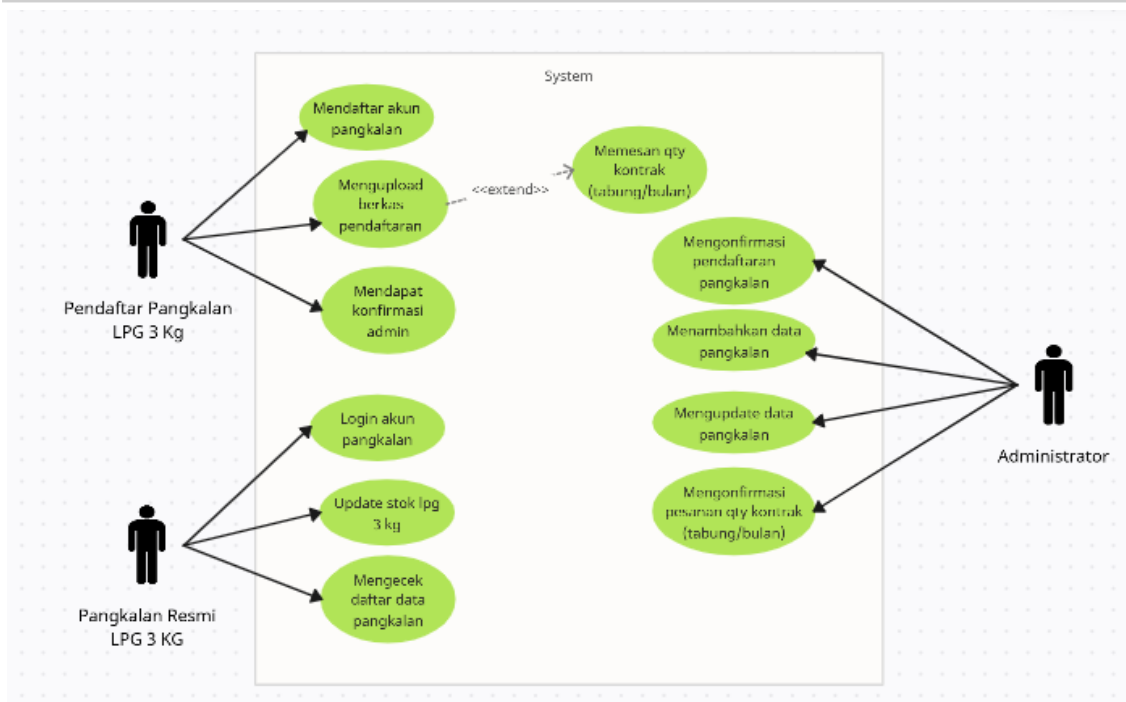 System
Mendaftar akun
pangkalan
Mengupload
berkas
pendaftaran
<<extend>>
Memesan qty
kontrak
(tabung/bulan)
Mendapat
konfirmasi
admin
Pendaftar Pangkalan
LPG 3 Kg
Login akun
pangkalan
Update stok lpg
3 kg
Mengecek
daftar data
pangkalan
Pangkalan Resmi
LPG 3 KG
Mengonfirmasi
pendaftaran
pangkalan
Menambahkan data
pangkalan
Mengupdate data
pangkalan
Mengonfirmasi
pesanan qty kontrak
(tabung/bulan)
Administrator